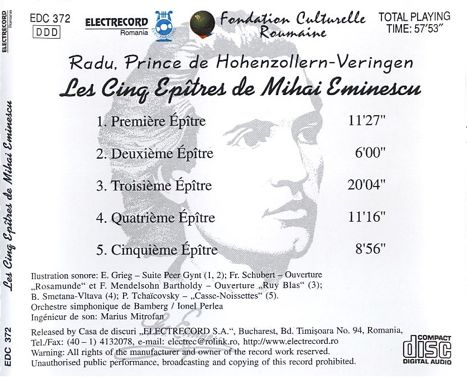 EDC 372
DDD
ELECTRECORD
Romania
Fondation Culturelle
Roumaine
TOTAL PLAYING
TIME: 57'53"
Radu, Prince de Hohenzollern-Veringen
Les Cinq Epîtres de Mihai Eminescu
1. Première Épître 11'27"
2. Deuxième Épître 6'00"
3. Troisième Épître 20'04"
4. Quatrième Épître 11'16"
5. Cinquième Épître 8'56"
Ilustration sonore: E. Grieg – Suite Peer Gynt (1, 2); Fr. Schubert – Ouverture
„Rosamunde" et F. Mendelsohn Bartholdy – Ouverture „Ruy Blas" (3);
B. Smetana-Vltava (4); P. Tchaïcovsky – „Casse-Noissettes" (5).
Orchestre simphonique de Bamberg / Ionel Perlea
Ingénieur de son: Marius Mitrofan
Released by Casa de discuri „ELECTRECORD S.A.", Bucharest, Bd. Timişoara No. 94, Romania,
Tel./Fax: (40 – 1) 4132078, e-mail: electrec@rolink.ro, http://www.electrecord.ro
Warning: All rights of the manufacturer and owner of the record work reserved.
Unauthorised public performance, broadcasting and copying of this record prohibited.
COMPACT
disc
DIGITAL AUDIO
Les Cinq Epîtres de Mihai Eminescu
EDC 372